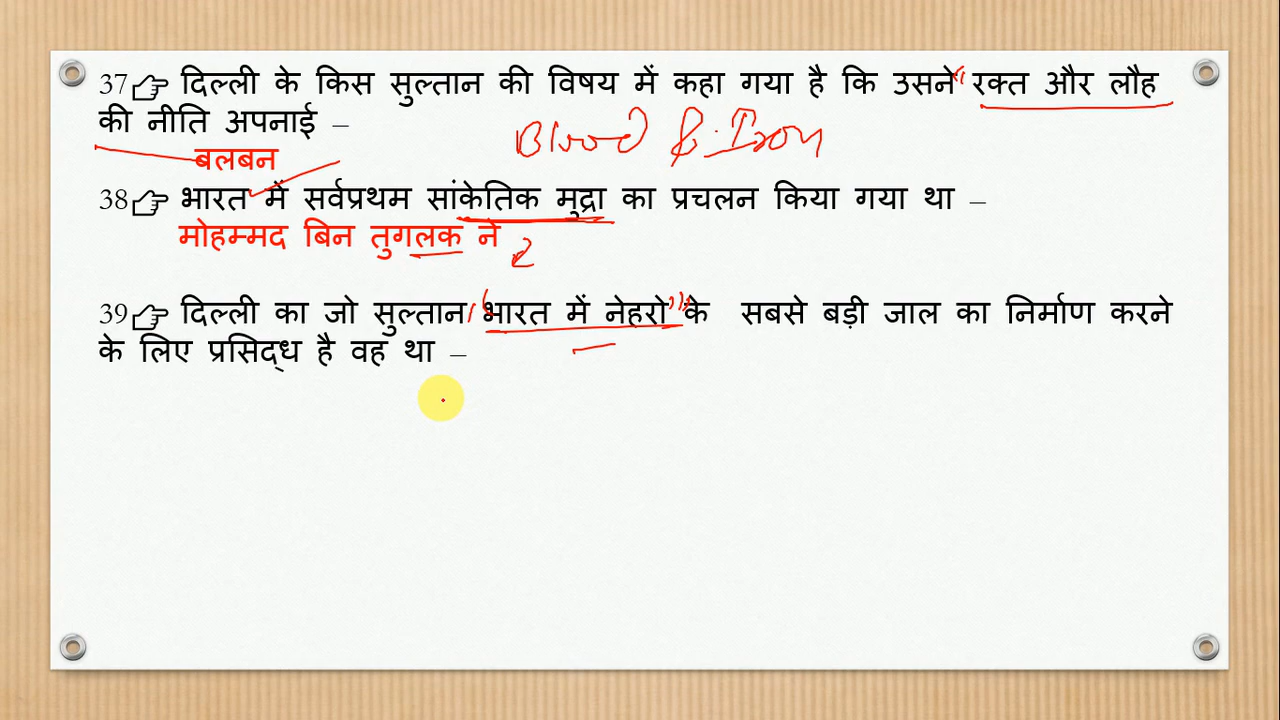 37 दिल्ली के किस सुल्तान की विषय में कहा गया है कि उसने “रक्त और लौह
की नीति अपनाई –
Blood & Iron
बलबन
38 भारत में सर्वप्रथम सांकेतिक मुद्रा का प्रचलन किया गया था –
मोहम्मद बिन तुगलक ने
39 दिल्ली का जो सुल्तान “भारत में नेहरो” के सबसे बड़ी जाल का निर्माण करने
के लिए प्रसिद्ध है वह था –